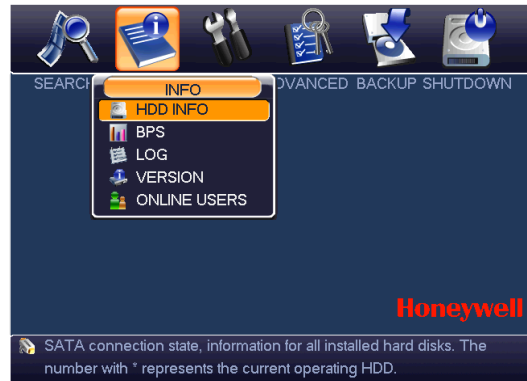 SEARCH
INFO
DVANCED BACKUP SHUTDOWN
HDD INFO
BPS
LOG
VERSION
ONLINE USERS
Honeywell
SATA connection state, information for all installed hard disks. The
number with * represents the current operating HDD.